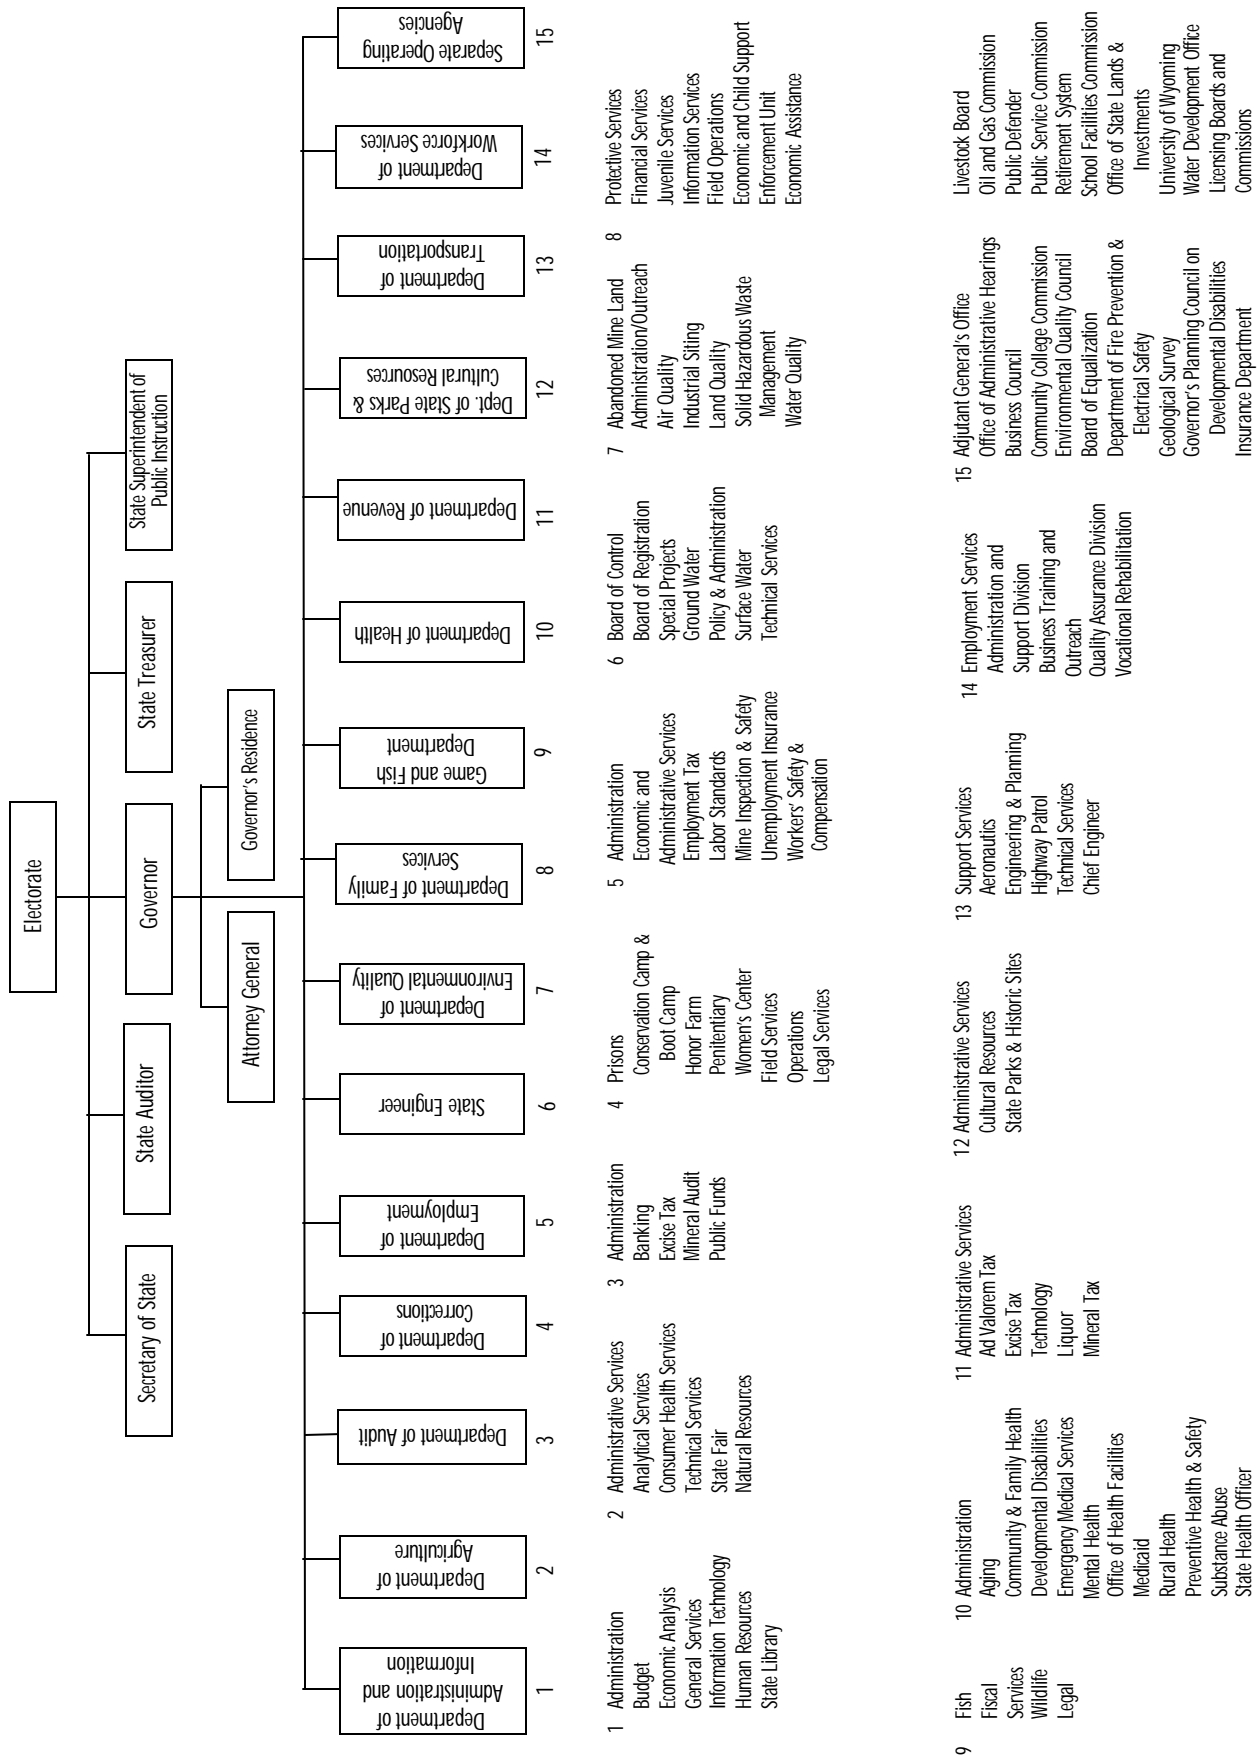 Electorate
Secretary of State
State Auditor
Governor
State Treasurer
State Superintendent of
Public Instruction
Attorney General
Governor's Residence
Department of
Administration and
Information
1
Department of
Agriculture
2
Department of Audit
3
Department of
Corrections
4
Department of
Employment
5
State Engineer
6
Department of
Environmental Quality
7
Department of Family
Services
8
Game and Fish
Department
9
Department of Health
10
Department of Revenue
11
Dept. of State Parks &
Cultural Resources
12
Department of
Transportation
13
Department of
Workforce Services
14
Separate Operating
Agencies
15
1 Administration
Budget
Economic Analysis
General Services
Information Technology
Human Resources
State Library
2 Administrative Services
Analytical Services
Consumer Health Services
Technical Services
State Fair
Natural Resources
3 Administration
Banking
Excise Tax
Mineral Audit
Public Funds
4 Prisons
Conservation Camp &
Boot Camp
Honor Farm
Penitentiary
Women's Center
Field Services
Operations
Legal Services
5 Administration
Economic and
Administrative Services
Employment Tax
Labor Standards
Mine Inspection & Safety
Unemployment Insurance
Workers' Safety &
Compensation
6 Board of Control
Board of Registration
Special Projects
Ground Water
Policy & Administration
Surface Water
Technical Services
7 Abandoned Mine Land
Administration/Outreach
Air Quality
Industrial Siting
Land Quality
Solid Hazardous Waste
Management
Water Quality
8 Protective Services
Financial Services
Juvenile Services
Information Services
Field Operations
Economic and Child Support
Enforcement Unit
Economic Assistance
9 Fish
Fiscal
Services
Wildlife
Legal
10 Administration
Aging
Community & Family Health
Developmental Disabilities
Emergency Medical Services
Mental Health
Office of Health Facilities
Medicaid
Rural Health
Preventive Health & Safety
Substance Abuse
State Health Officer
11 Administrative Services
Ad Valorem Tax
Excise Tax
Technology
Liquor
Mineral Tax
12 Administrative Services
Cultural Resources
State Parks & Historic Sites
13 Support Services
Aeronautics
Engineering & Planning
Highway Patrol
Technical Services
Chief Engineer
14 Employment Services
Administration and
Support Division
Business Training and
Outreach
Quality Assurance Division
Vocational Rehabilitation
15 Adjutant General's Office
Office of Administrative Hearings
Business Council
Community College Commission
Environmental Quality Council
Board of Equalization
Department of Fire Prevention &
Electrical Safety
Geological Survey
Governor's Planning Council on
Developmental Disabilities
Insurance Department
Livestock Board
Oil and Gas Commission
Public Defender
Public Service Commission
Retirement System
School Facilities Commission
Office of State Lands &
Investments
University of Wyoming
Water Development Office
Licensing Boards and
Commissions